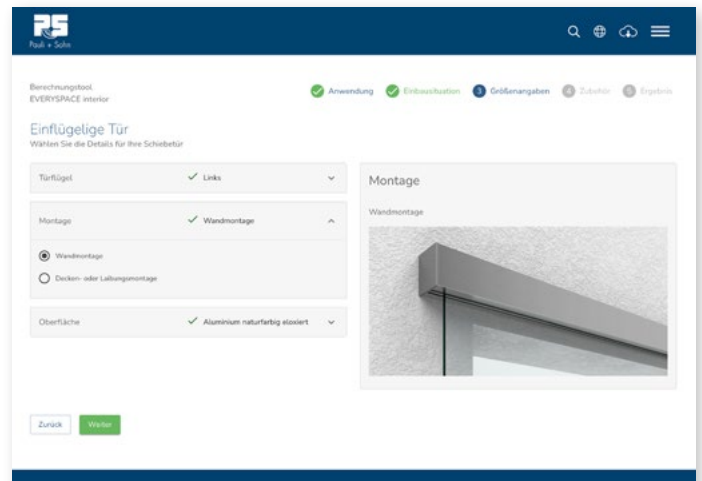 PS
Pauli + Sohn
Berechnungstool
EVERYSPACE interior
Anwendung
Einbausituation
3 Größenangaben
4 Zubehör
5 Ergebnis
Einflügelige Tür
Wählen Sie die Details für Ihre Schiebetür
Türflügel Links
Montage Wandmontage
Wandmontage
Decken- oder Laibungsmontage
Oberfläche Aluminium naturfarbig eloxiert
Montage
Wandmontage
Zurück
Weiter